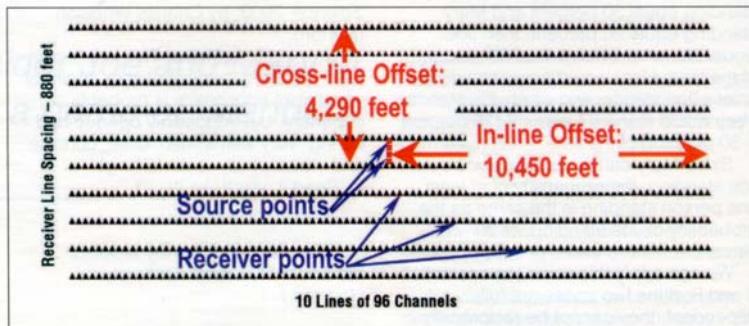 Receiver Line Spacing – 880 feet
Cross-line Offset:
4,290 feet
In-line Offset:
10,450 feet
Source points
Receiver points
10 Lines of 96 Channels